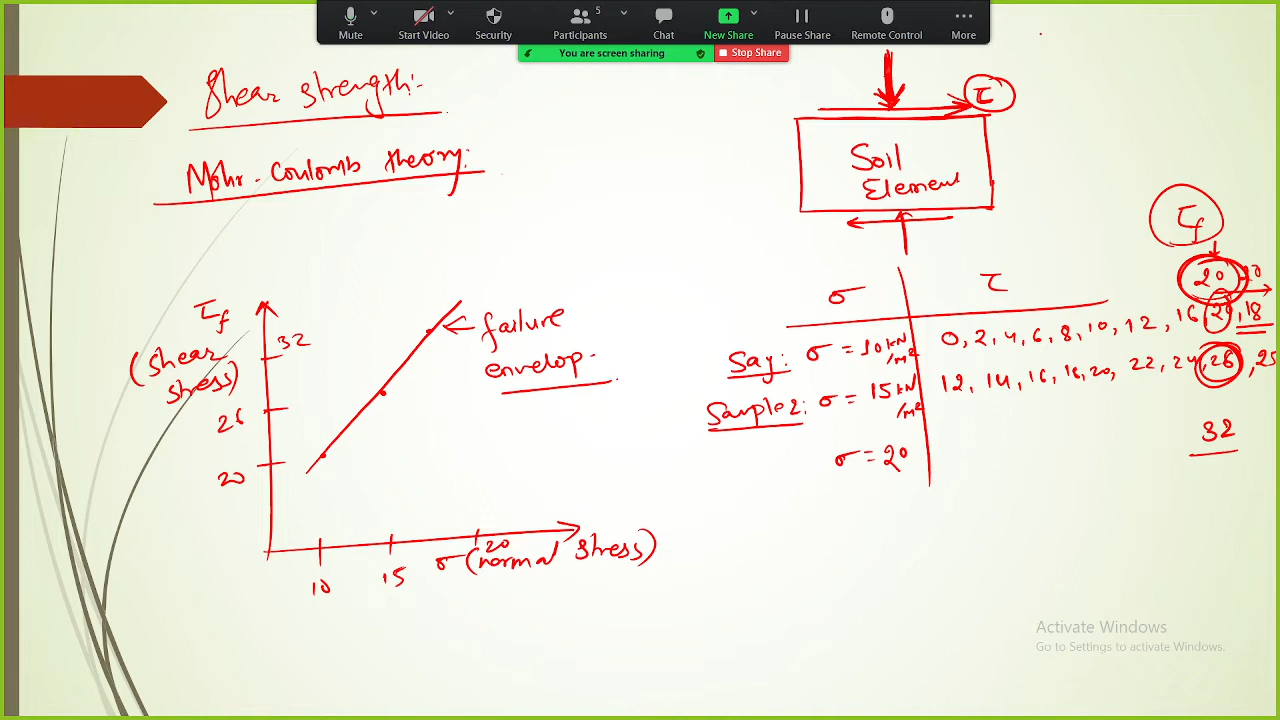 Mute
Start Video
Security
Participants
5
Chat
New Share
Pause Share
Remote Control
More
You are screen sharing
Stop Share
Shear strength:-
Mohr-Coulomb theory:
τ
Soil
Element
τf
20
σ τ
Say: σ = 10 kN/m² 0, 2, 4, 6, 8, 10, 12, 16, 20, 18
Sample 2: σ = 15 kN/m² 12, 14, 16, 18, 20, 22, 24, 26, 25
σ = 20 32
τf
(shear
stress)
32
26
20
failure
envelop.
10 15 20
σ (normal stress)
Activate Windows
Go to Settings to activate Windows.